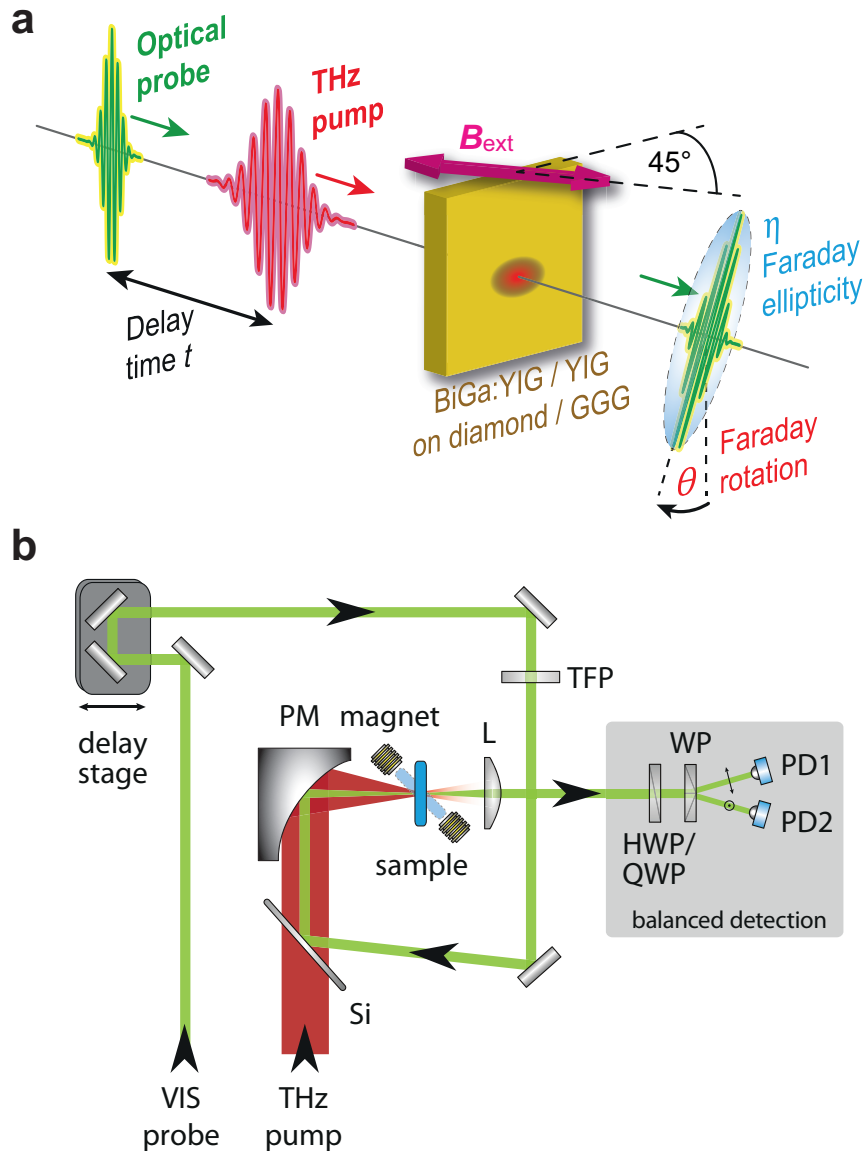 a
Optical
probe
THz
pump
Bext
45°
Delay
time t
η
Faraday
ellipticity
BiGa:YIG / YIG
on diamond / GGG
Faraday
rotation
θ
b
TFP
PM
magnet
L
WP
PD1
PD2
delay
stage
sample
HWP/
QWP
balanced detection
Si
VIS
probe
THz
pump